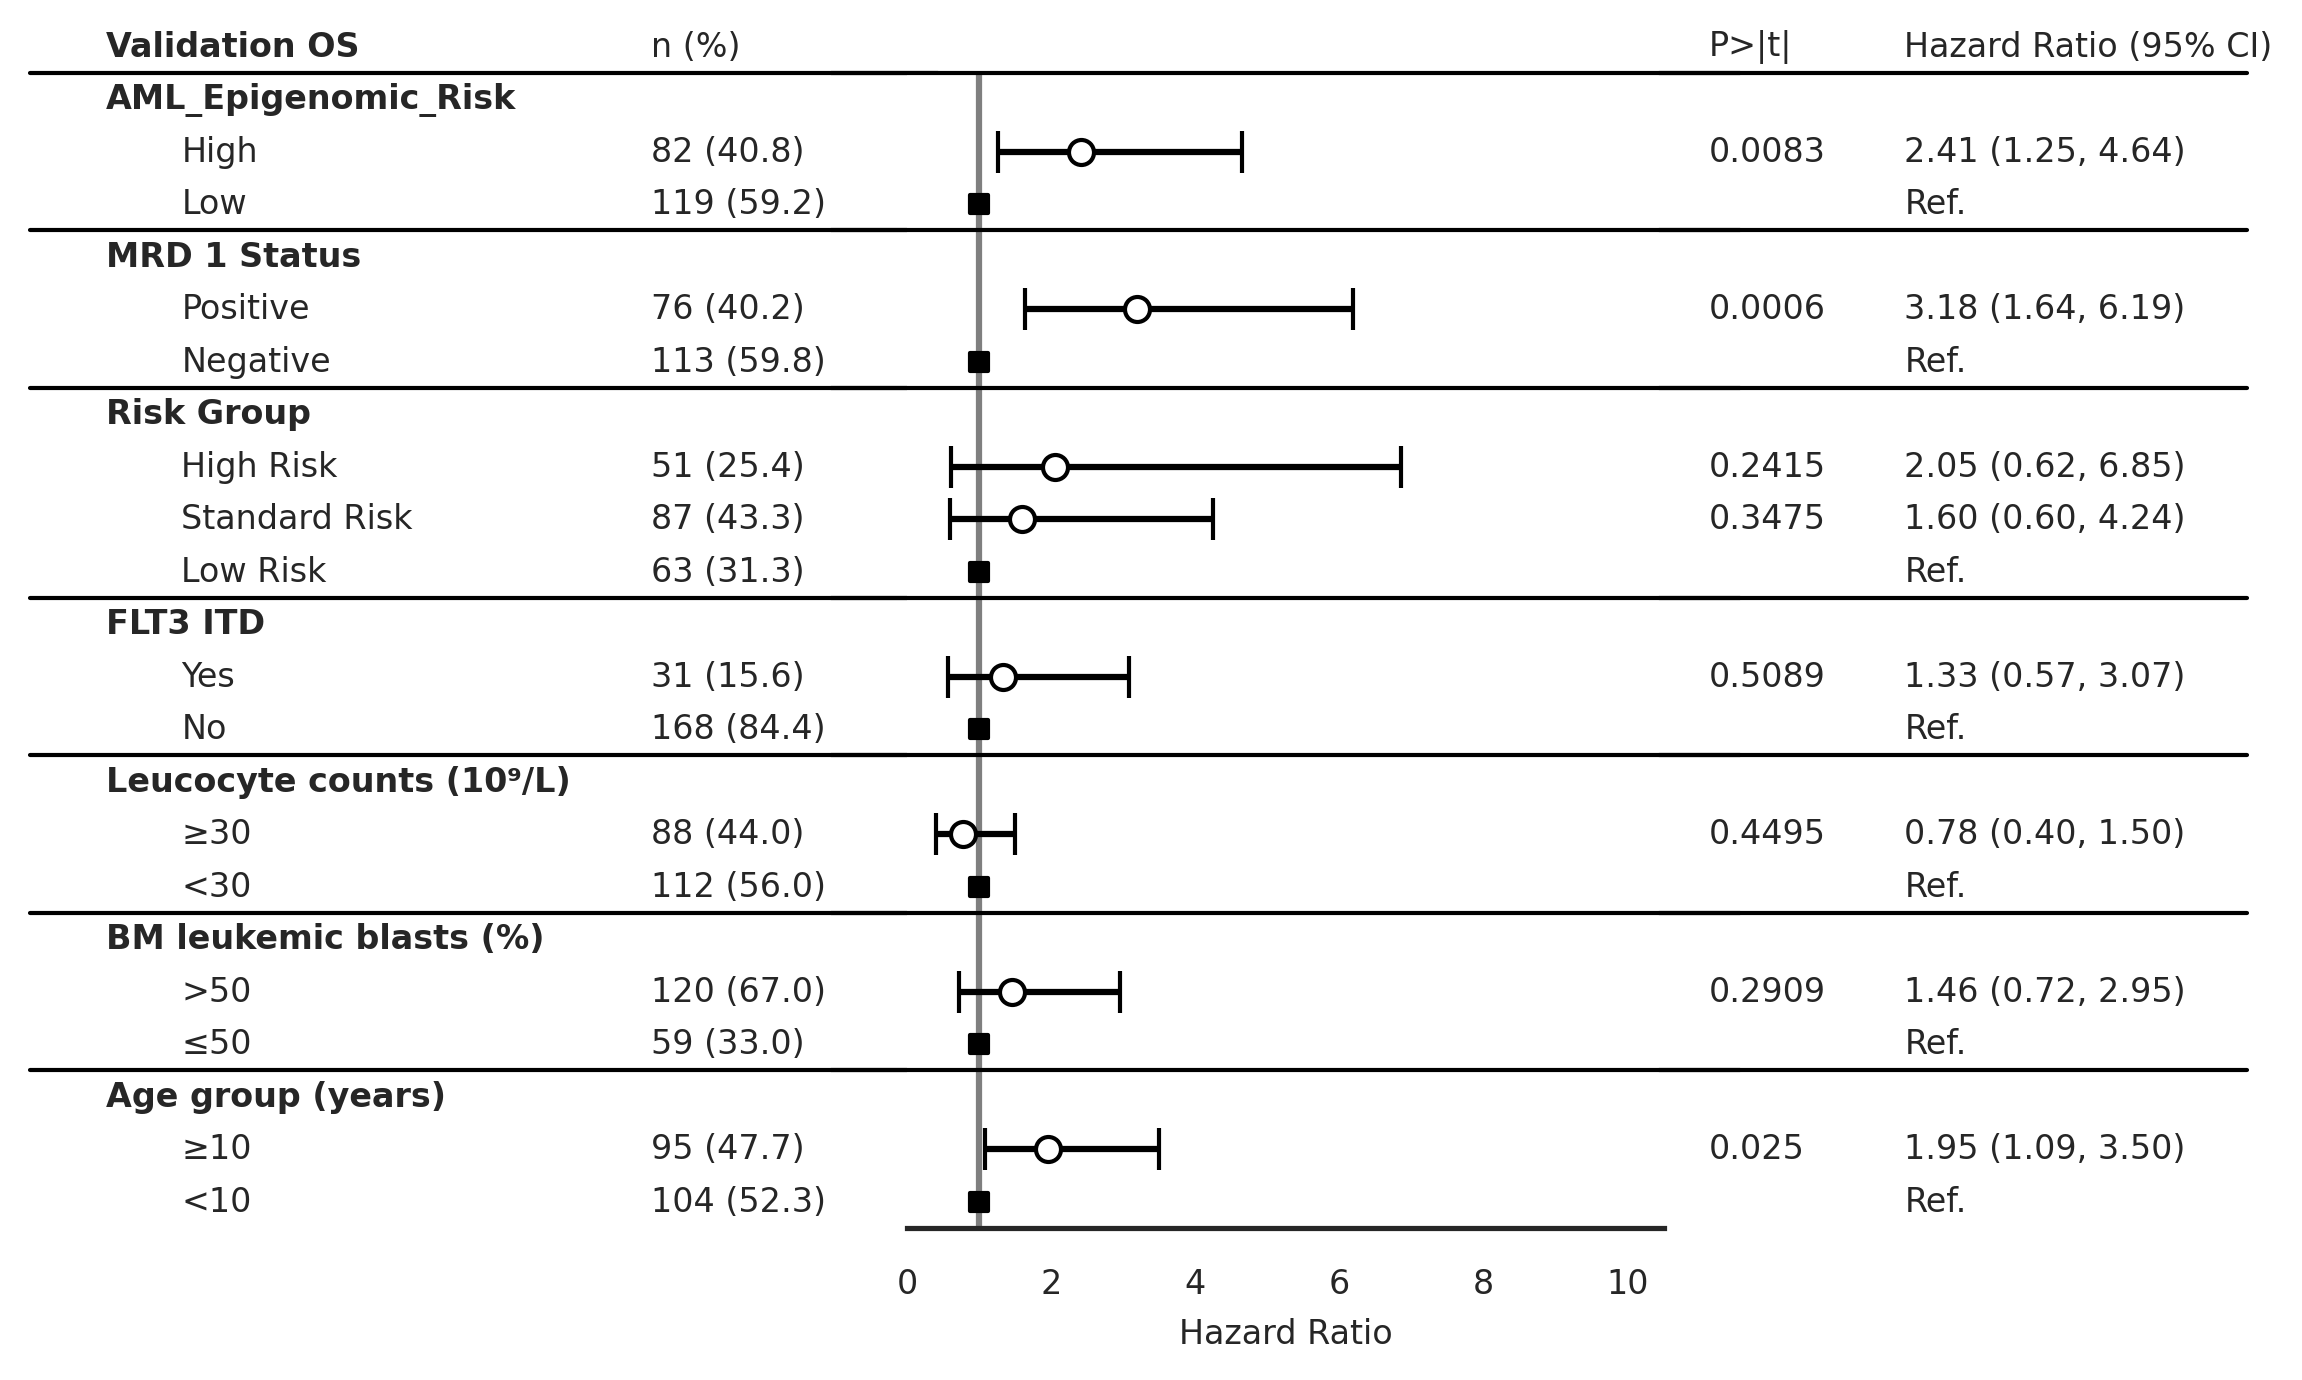 Validation OS n (%) P>|t| Hazard Ratio (95% CI)
AML_Epigenomic_Risk
High 82 (40.8) 0.0083 2.41 (1.25, 4.64)
Low 119 (59.2) Ref.
MRD 1 Status
Positive 76 (40.2) 0.0006 3.18 (1.64, 6.19)
Negative 113 (59.8) Ref.
Risk Group
High Risk 51 (25.4) 0.2415 2.05 (0.62, 6.85)
Standard Risk 87 (43.3) 0.3475 1.60 (0.60, 4.24)
Low Risk 63 (31.3) Ref.
FLT3 ITD
Yes 31 (15.6) 0.5089 1.33 (0.57, 3.07)
No 168 (84.4) Ref.
Leucocyte counts (10⁹/L)
≥30 88 (44.0) 0.4495 0.78 (0.40, 1.50)
<30 112 (56.0) Ref.
BM leukemic blasts (%)
>50 120 (67.0) 0.2909 1.46 (0.72, 2.95)
≤50 59 (33.0) Ref.
Age group (years)
≥10 95 (47.7) 0.025 1.95 (1.09, 3.50)
<10 104 (52.3) Ref.
0 2 4 6 8 10
Hazard Ratio